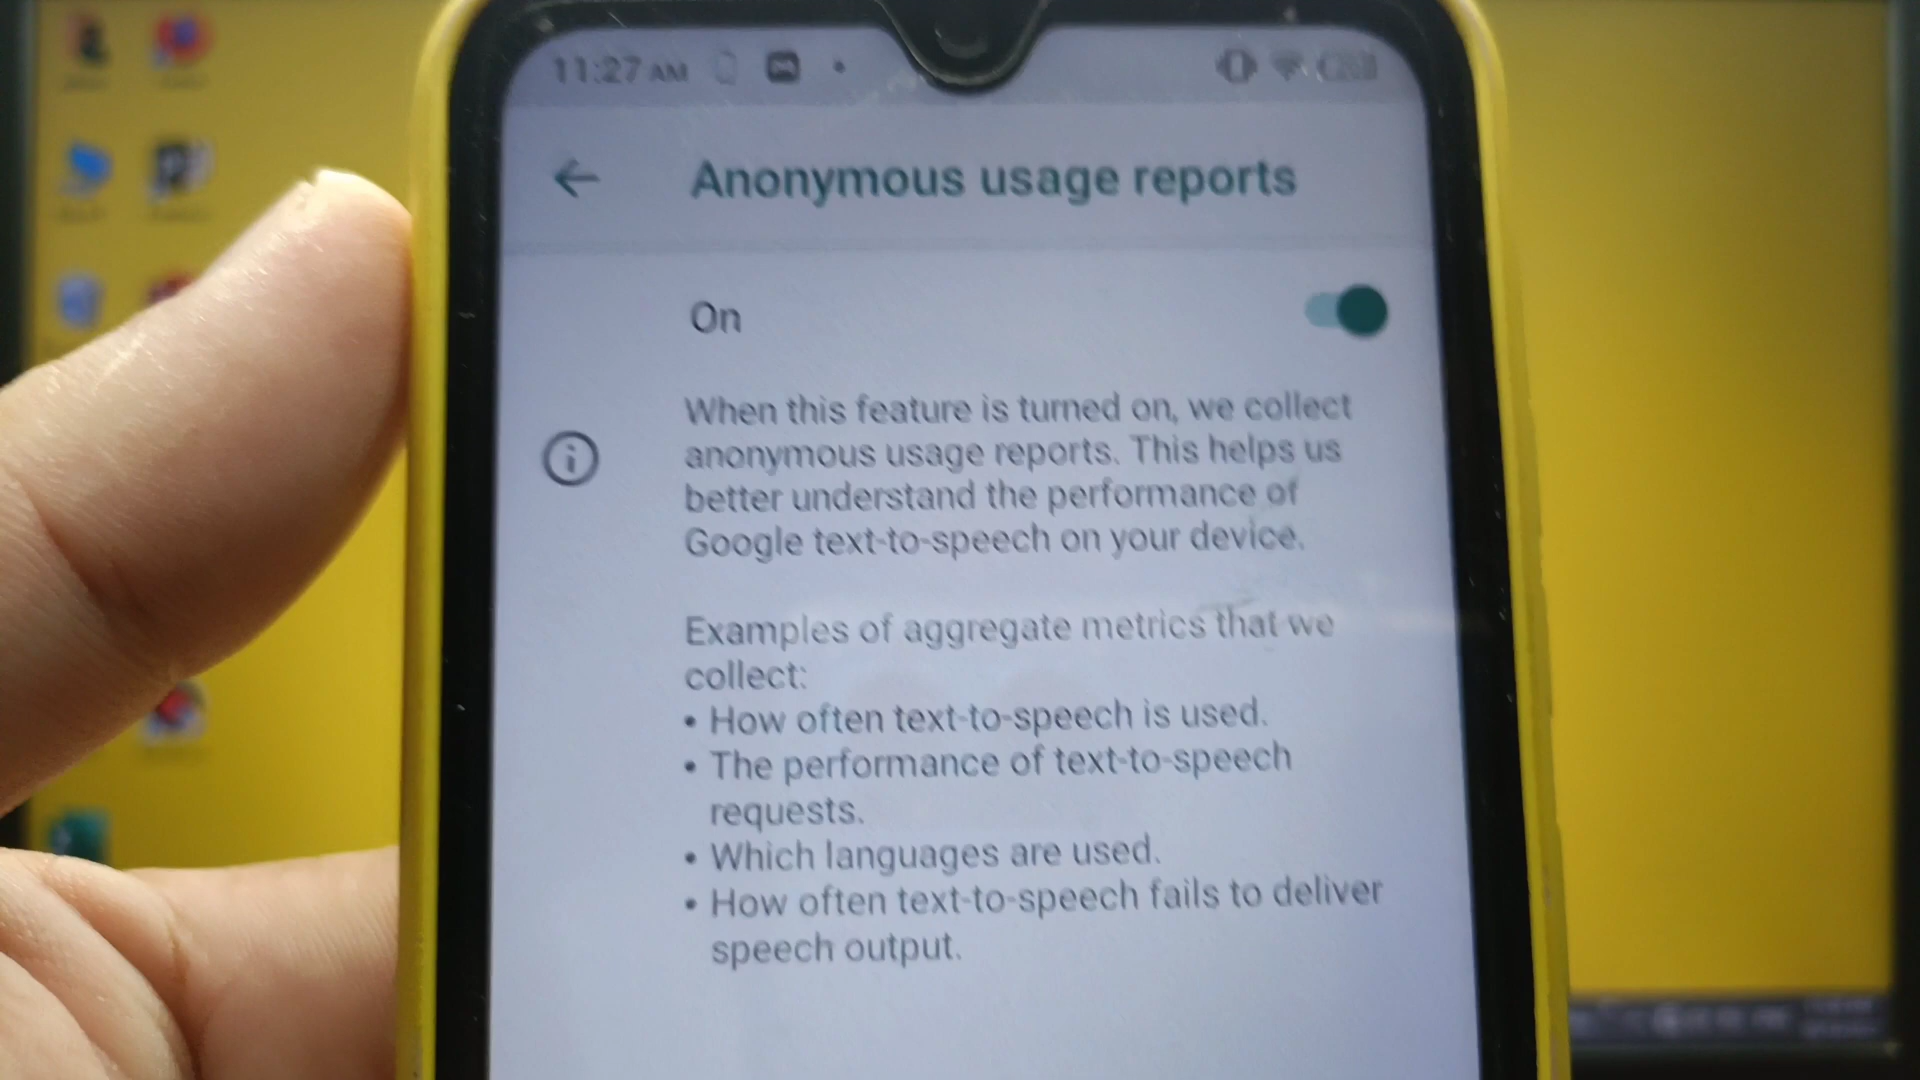 11:27 AM
Anonymous usage reports
On
When this feature is turned on, we collect
anonymous usage reports. This helps us
better understand the performance of
Google text-to-speech on your device.
Examples of aggregate metrics that we
collect:
• How often text-to-speech is used.
• The performance of text-to-speech
requests.
• Which languages are used.
• How often text-to-speech fails to deliver
speech output.